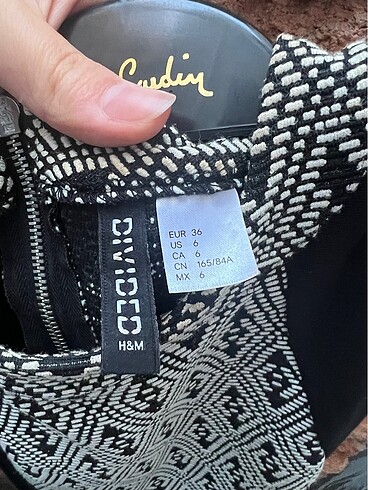 Cardin
EUR 36
US 6
CA 6
CN 165/84A
MX 6
DIVIDED
H&M